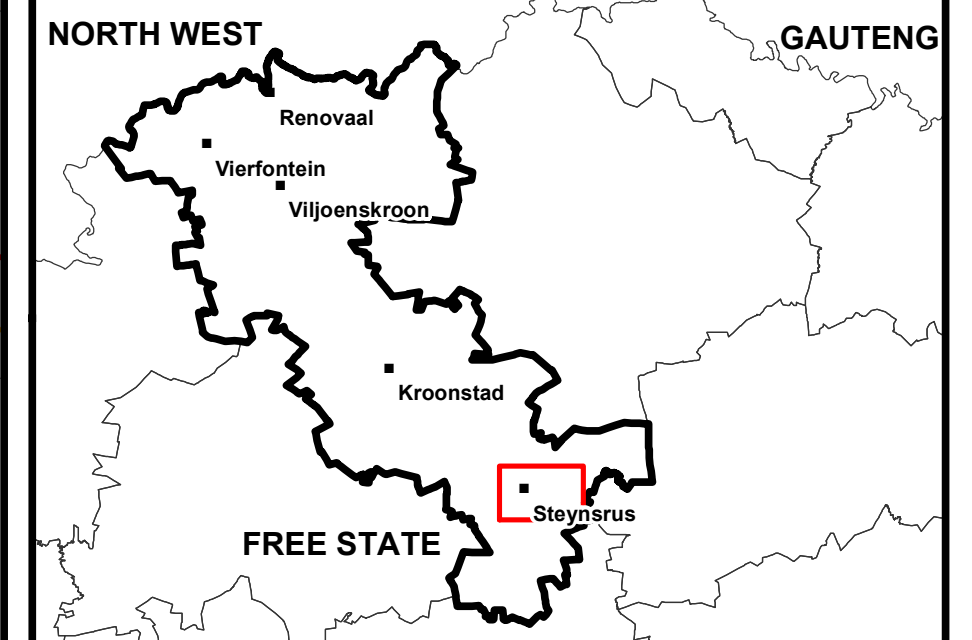 NORTH WEST
GAUTENG
Renovaal
Vierfontein
Viljoenskroon
Kroonstad
Steynsrus
FREE STATE